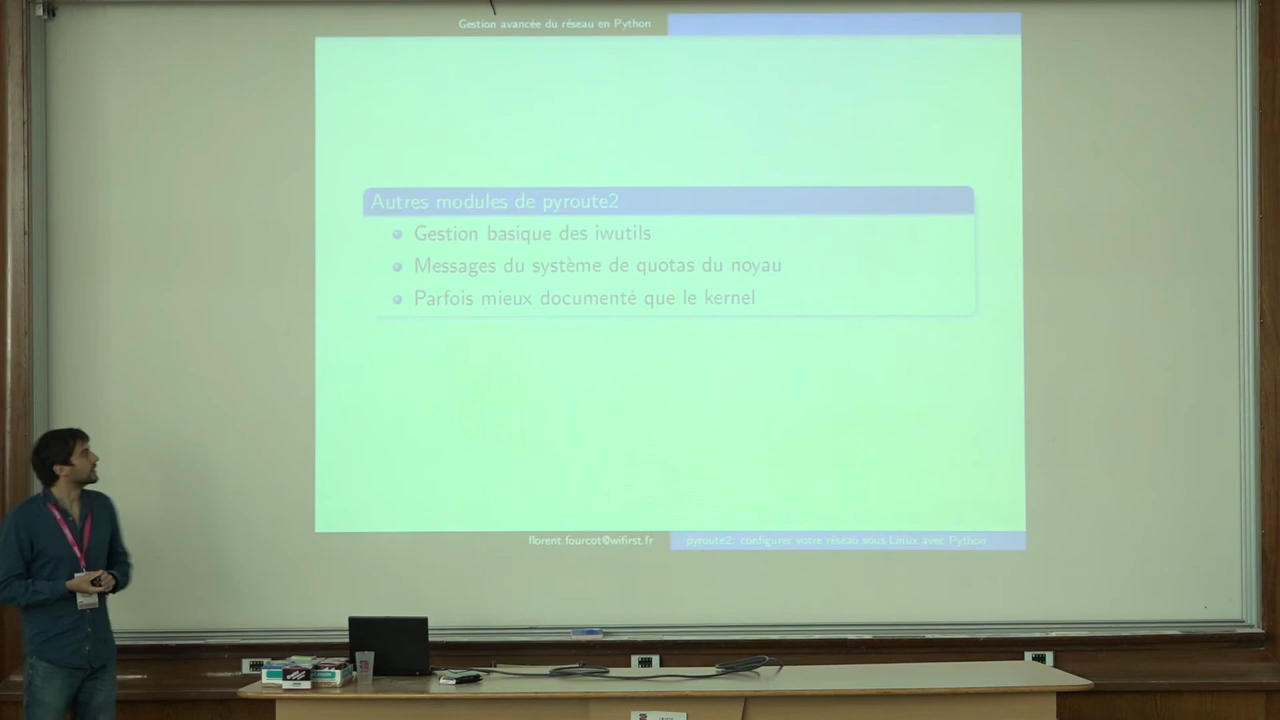 Gestion avancée du réseau en Python
Autres modules de pyroute2
Gestion basique des iwutils
Messages du système de quotas du noyau
Parfois mieux documenté que le kernel
florent.fourcot@wifirst.fr
pyroute2: configurer votre réseau sous Linux avec Python